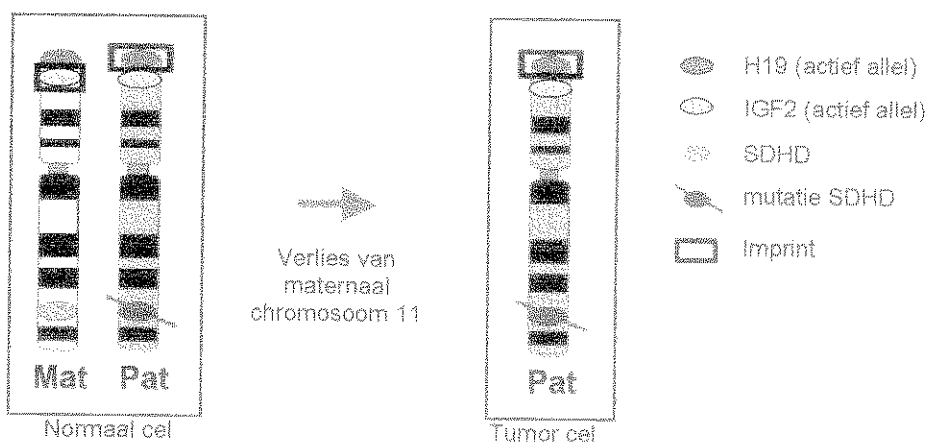 H19 (actief allel)
IGF2 (actief allel)
SDHD
mutatie SDHD
Imprint
Verlies van
maternaal
chromosoom 11
Mat Pat
Normaal cel
Pat
Tumor cel